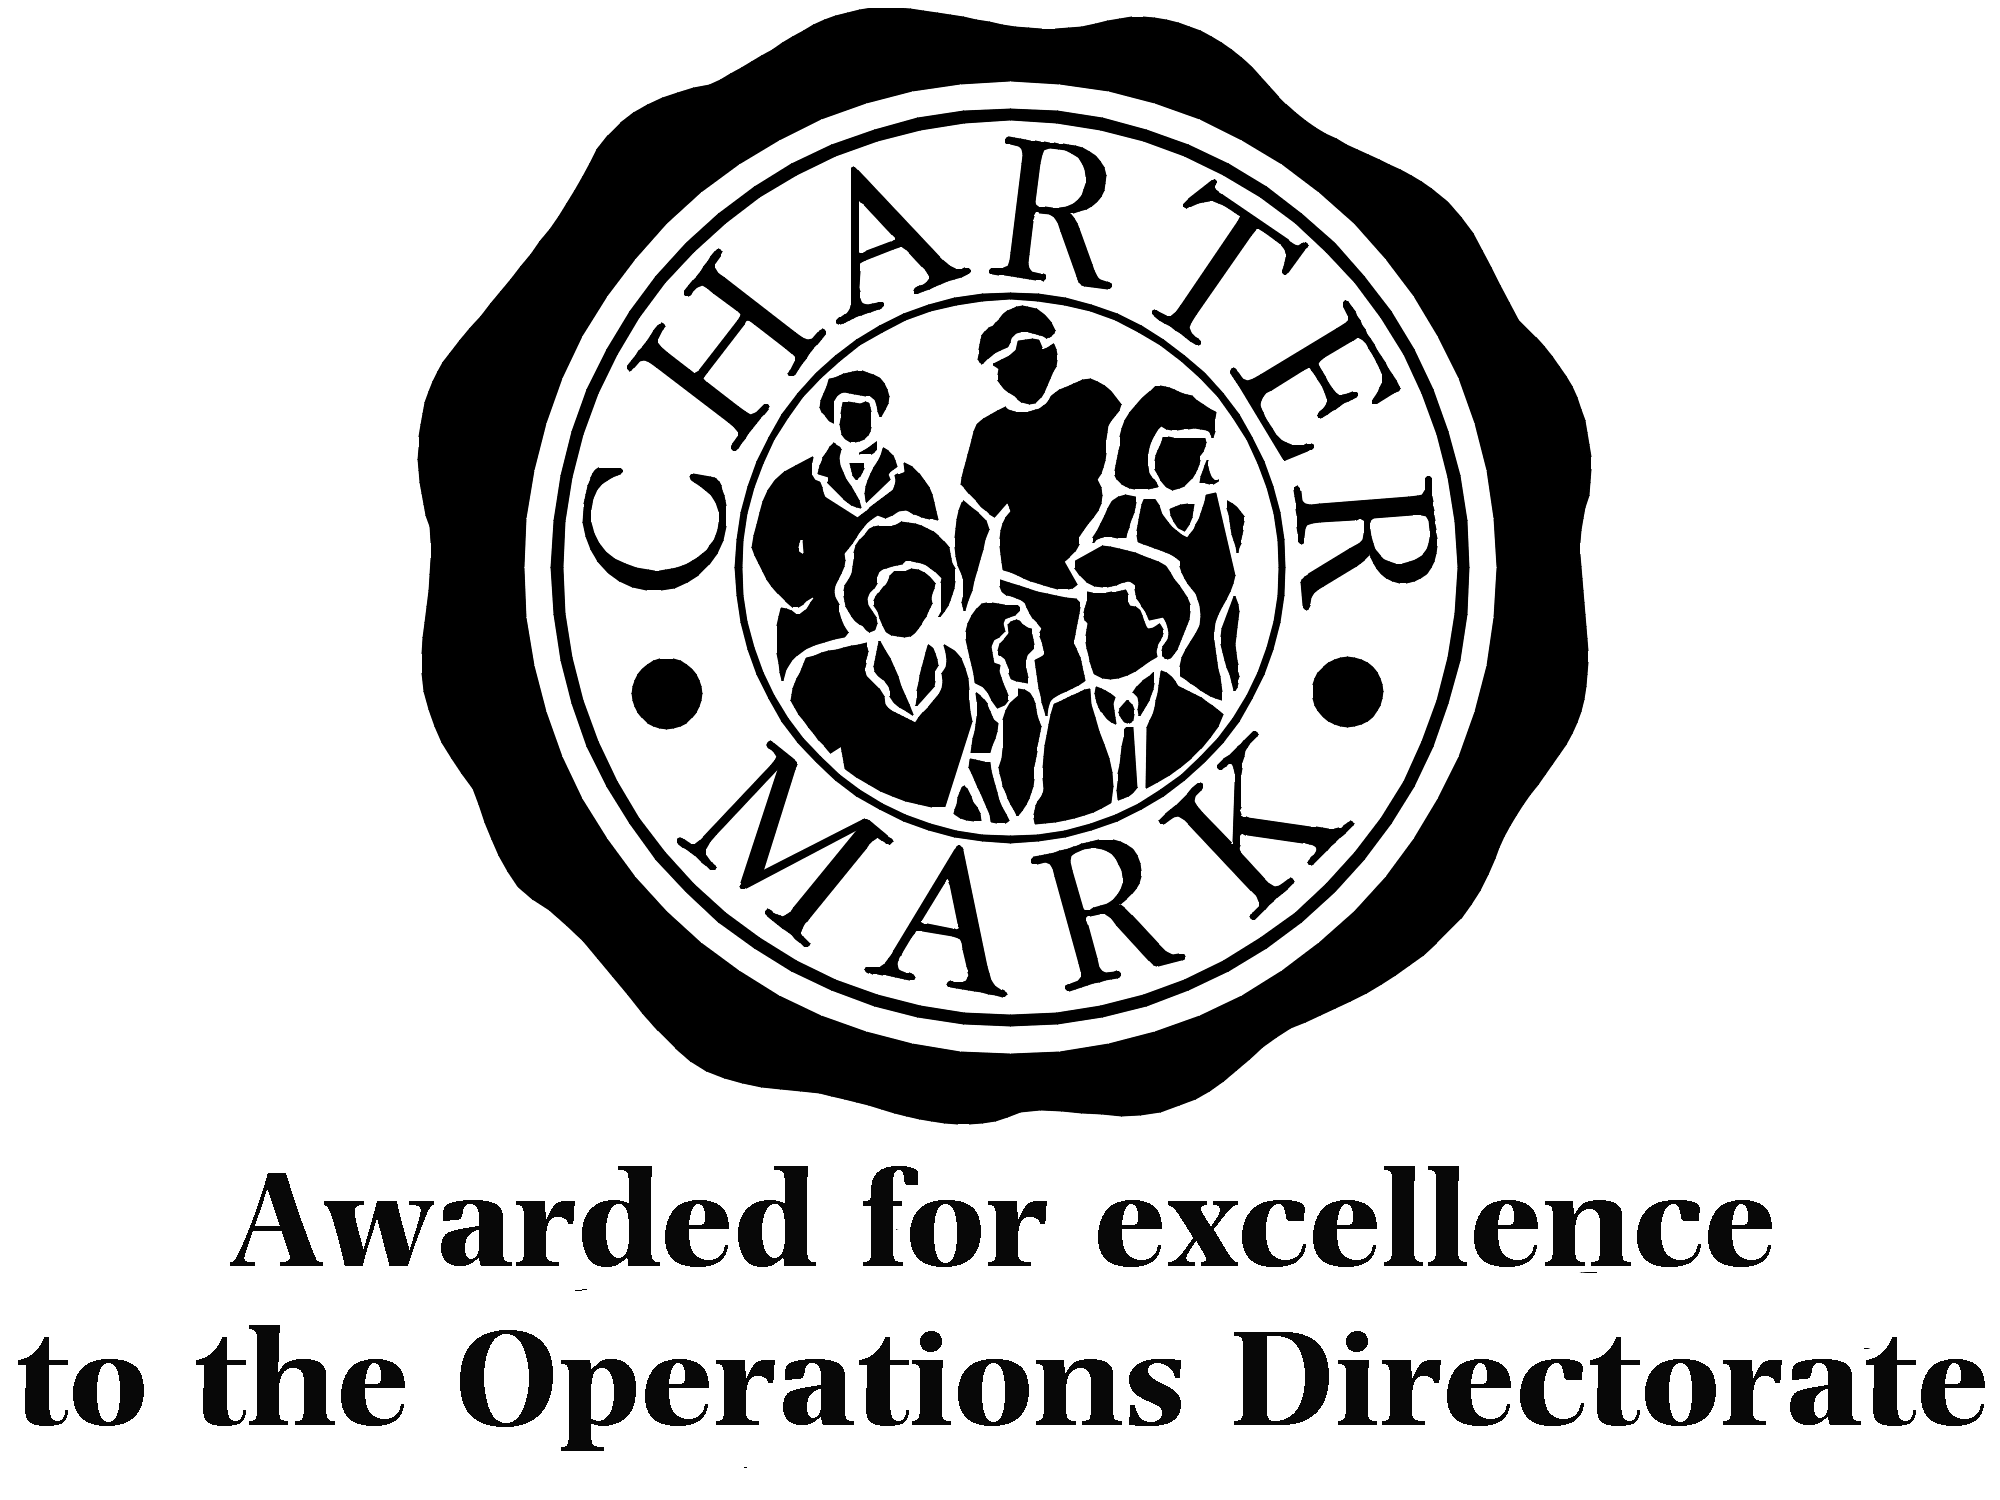 CHARTER
MARK
Awarded for excellence
to the Operations Directorate